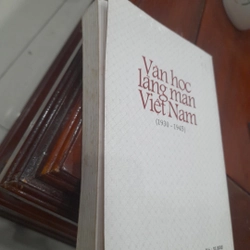 Văn học
lãng mạn
Việt Nam
(1930 - 1945)